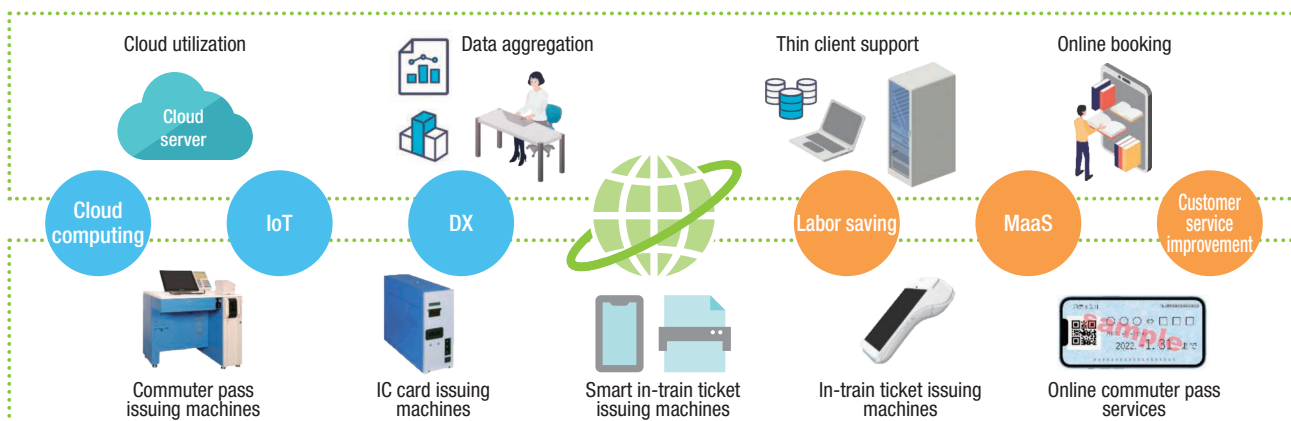 Cloud utilization
Data aggregation
Thin client support
Online booking
Cloud
server
Cloud
computing
IoT
DX
Labor saving
MaaS
Customer
service
improvement
sample
2022.-1.31
Commuter pass
issuing machines
IC card issuing
machines
Smart in-train ticket
issuing machines
In-train ticket issuing
machines
Online commuter pass
services